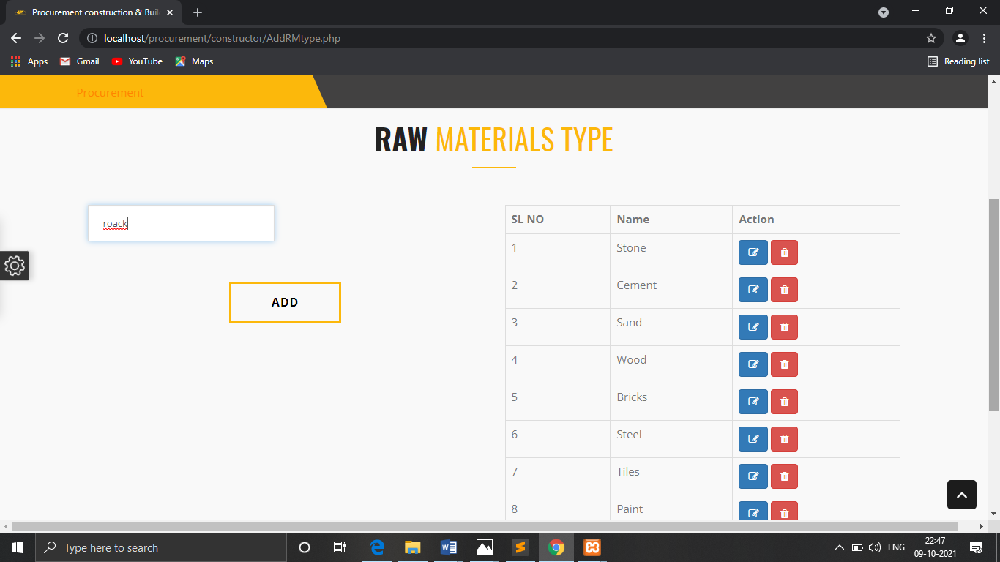 Procurement construction & Buil
localhost/procurement/constructor/AddRMtype.php
Apps Gmail YouTube Maps Reading list
Procurement
RAW MATERIALS TYPE
roack
ADD
SL NO Name Action
1 Stone
2 Cement
3 Sand
4 Wood
5 Bricks
6 Steel
7 Tiles
8 Paint
Type here to search
ENG
22:47
09-10-2021